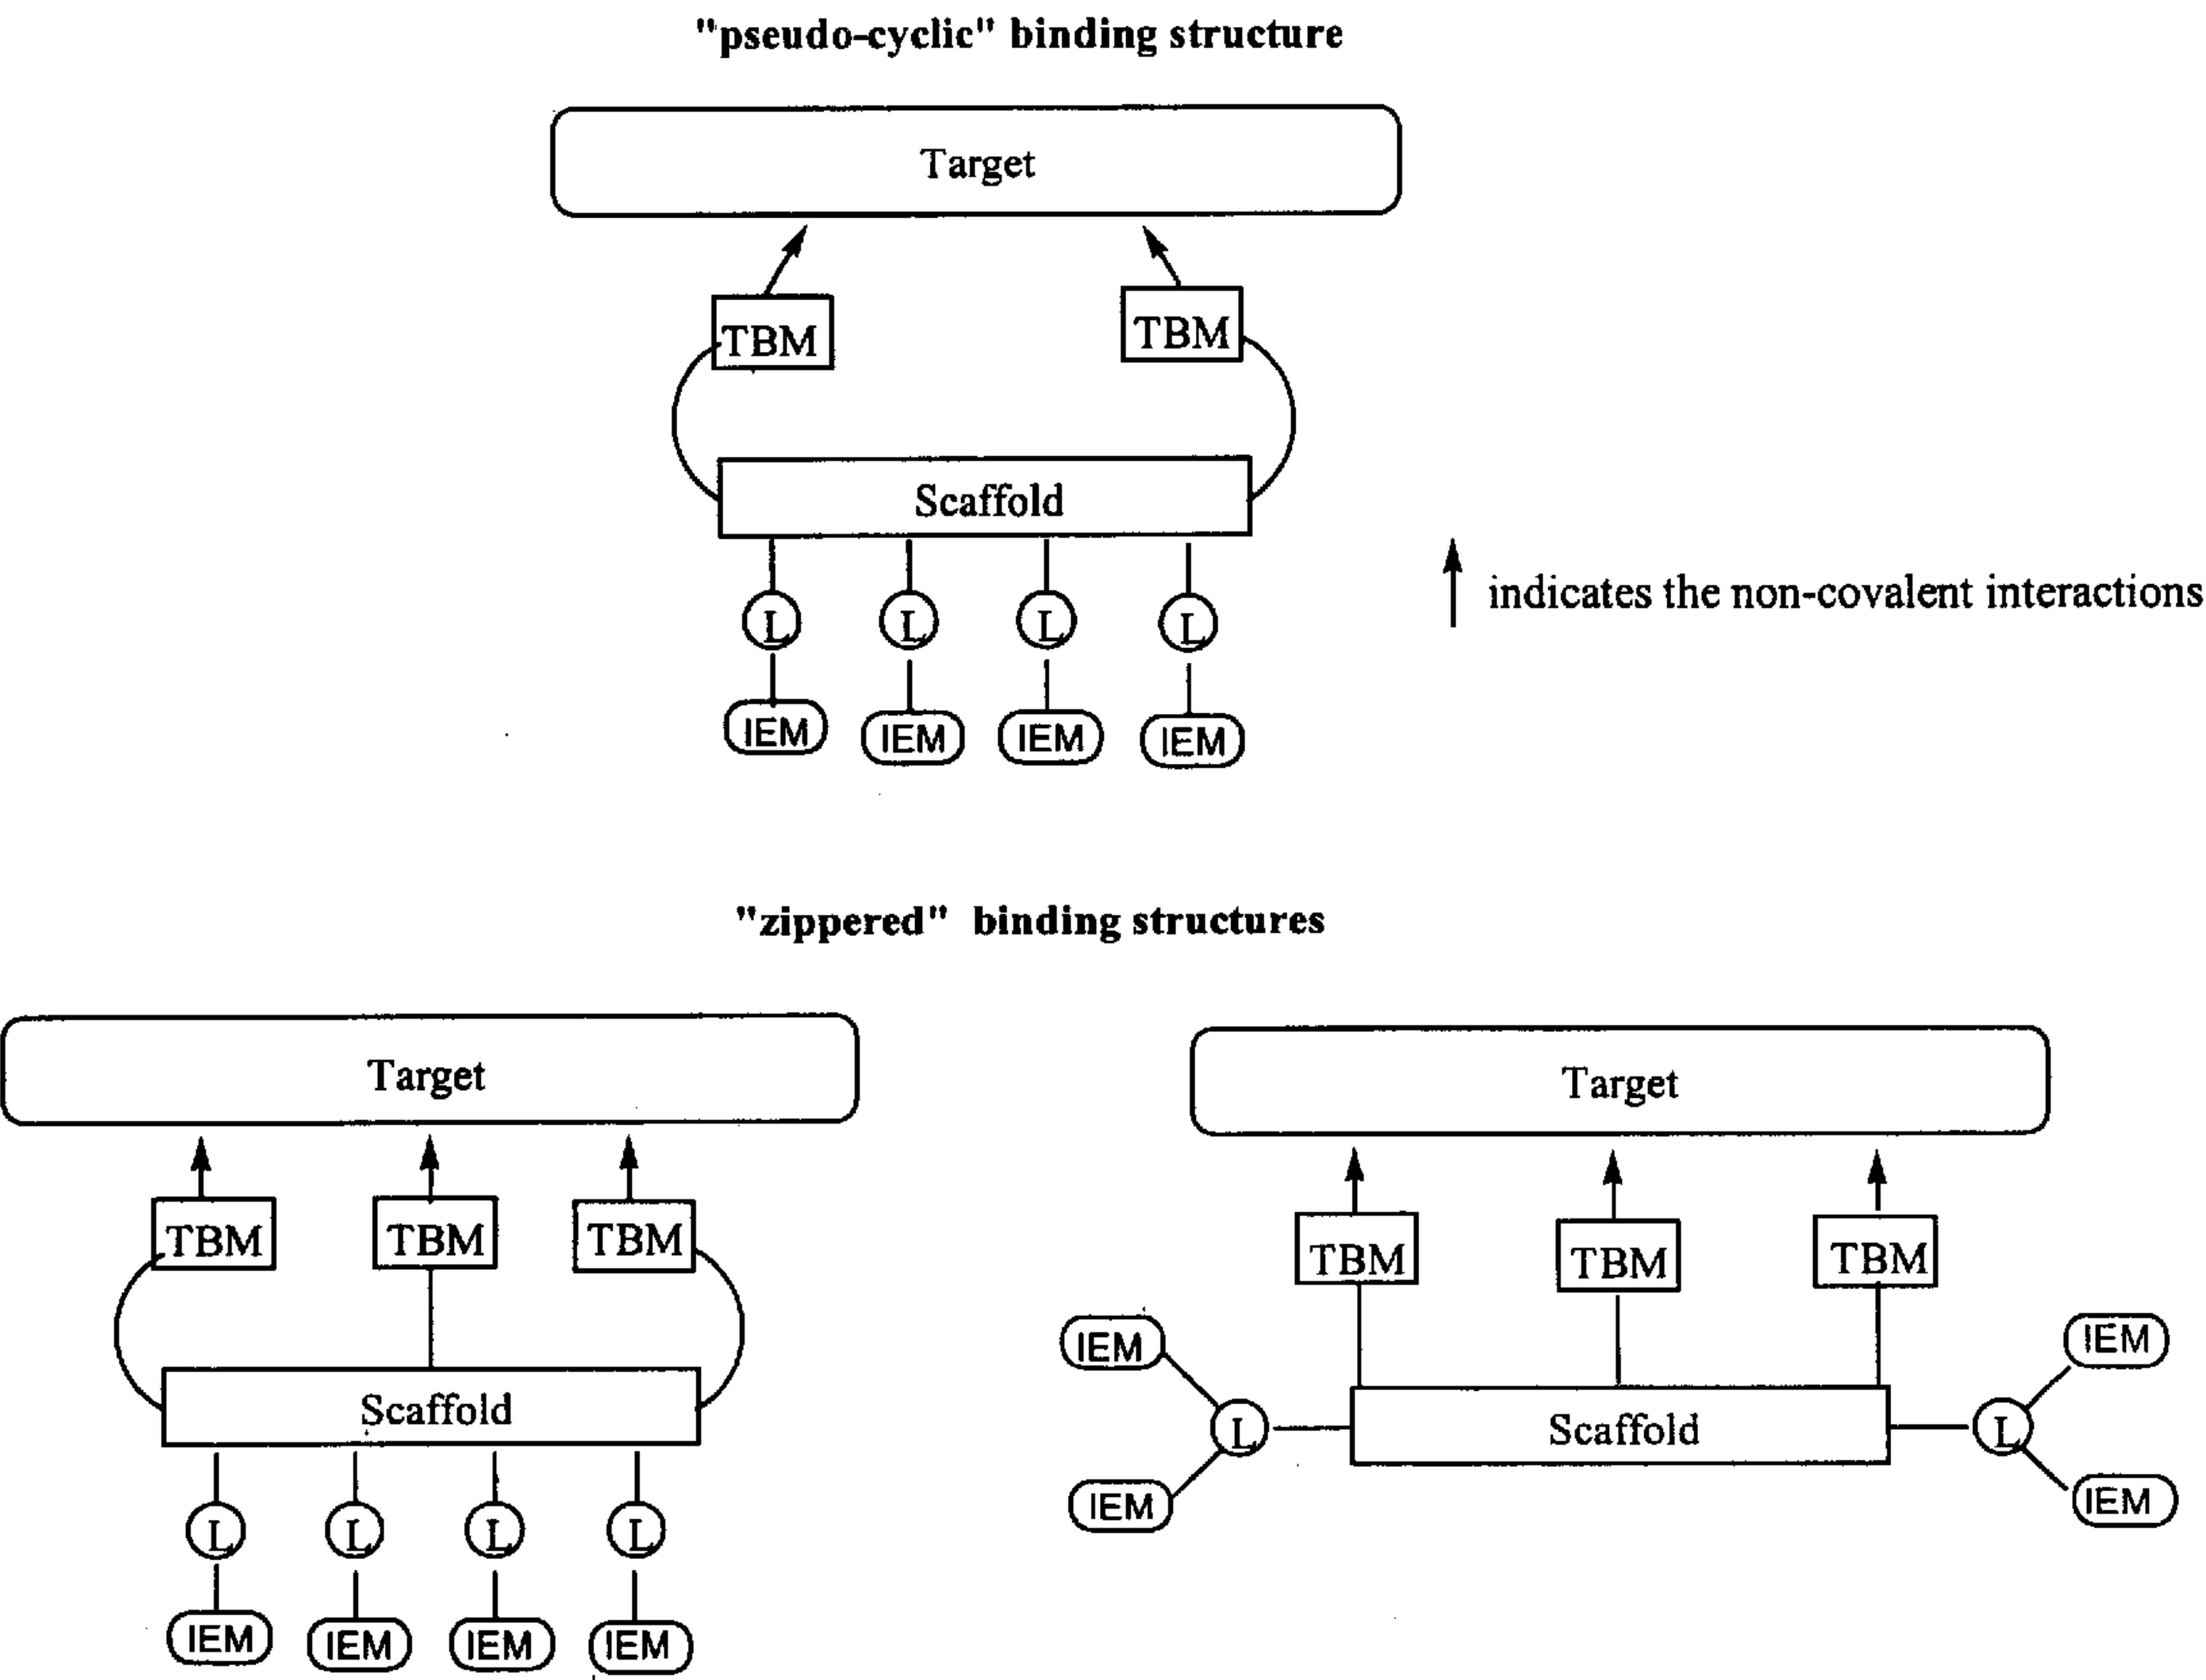 "pseudo-cyclic" binding structure
Target
TBM TBM
Scaffold
indicates the non-covalent interactions
L L L L
IEM IEM IEM IEM
"zippered" binding structures
Target
TBM TBM TBM
Scaffold
L L L L
IEM IEM IEM IEM
Target
TBM TBM TBM
IEM IEM
L Scaffold L
IEM IEM